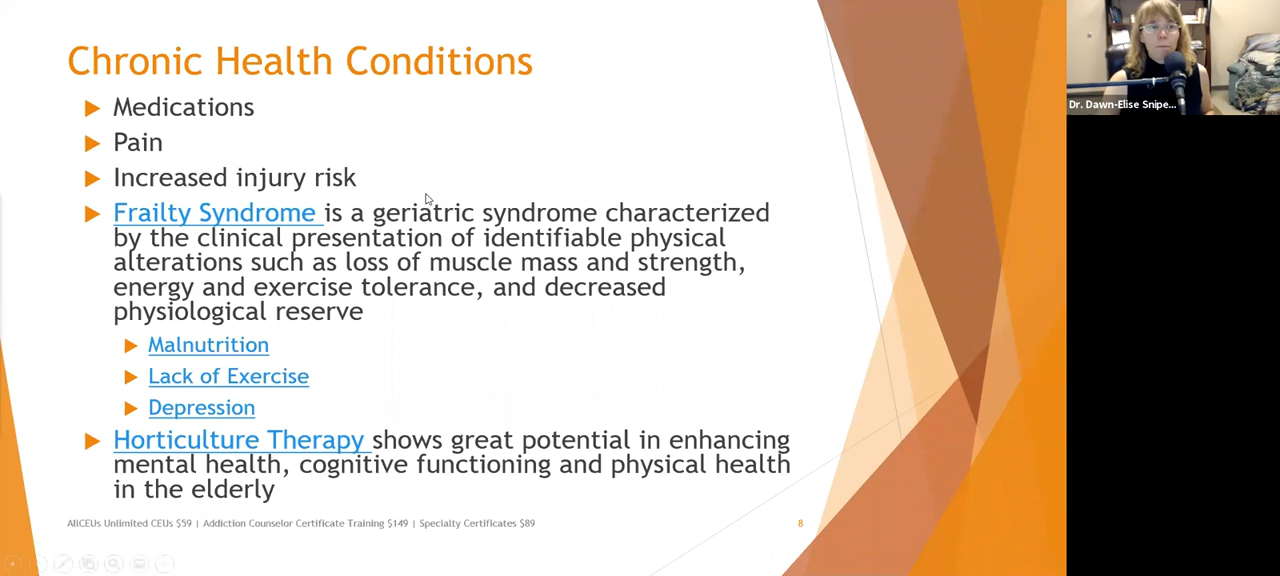 Chronic Health Conditions
Medications
Pain
Increased injury risk
Frailty Syndrome is a geriatric syndrome characterized
by the clinical presentation of identifiable physical
alterations such as loss of muscle mass and strength,
energy and exercise tolerance, and decreased
physiological reserve
Malnutrition
Lack of Exercise
Depression
Horticulture Therapy shows great potential in enhancing
mental health, cognitive functioning and physical health
in the elderly
AllCEUs Unlimited CEUs $59 | Addiction Counselor Certificate Training $149 | Specialty Certificates $89
8
Dr. Dawn-Elise Snipe...